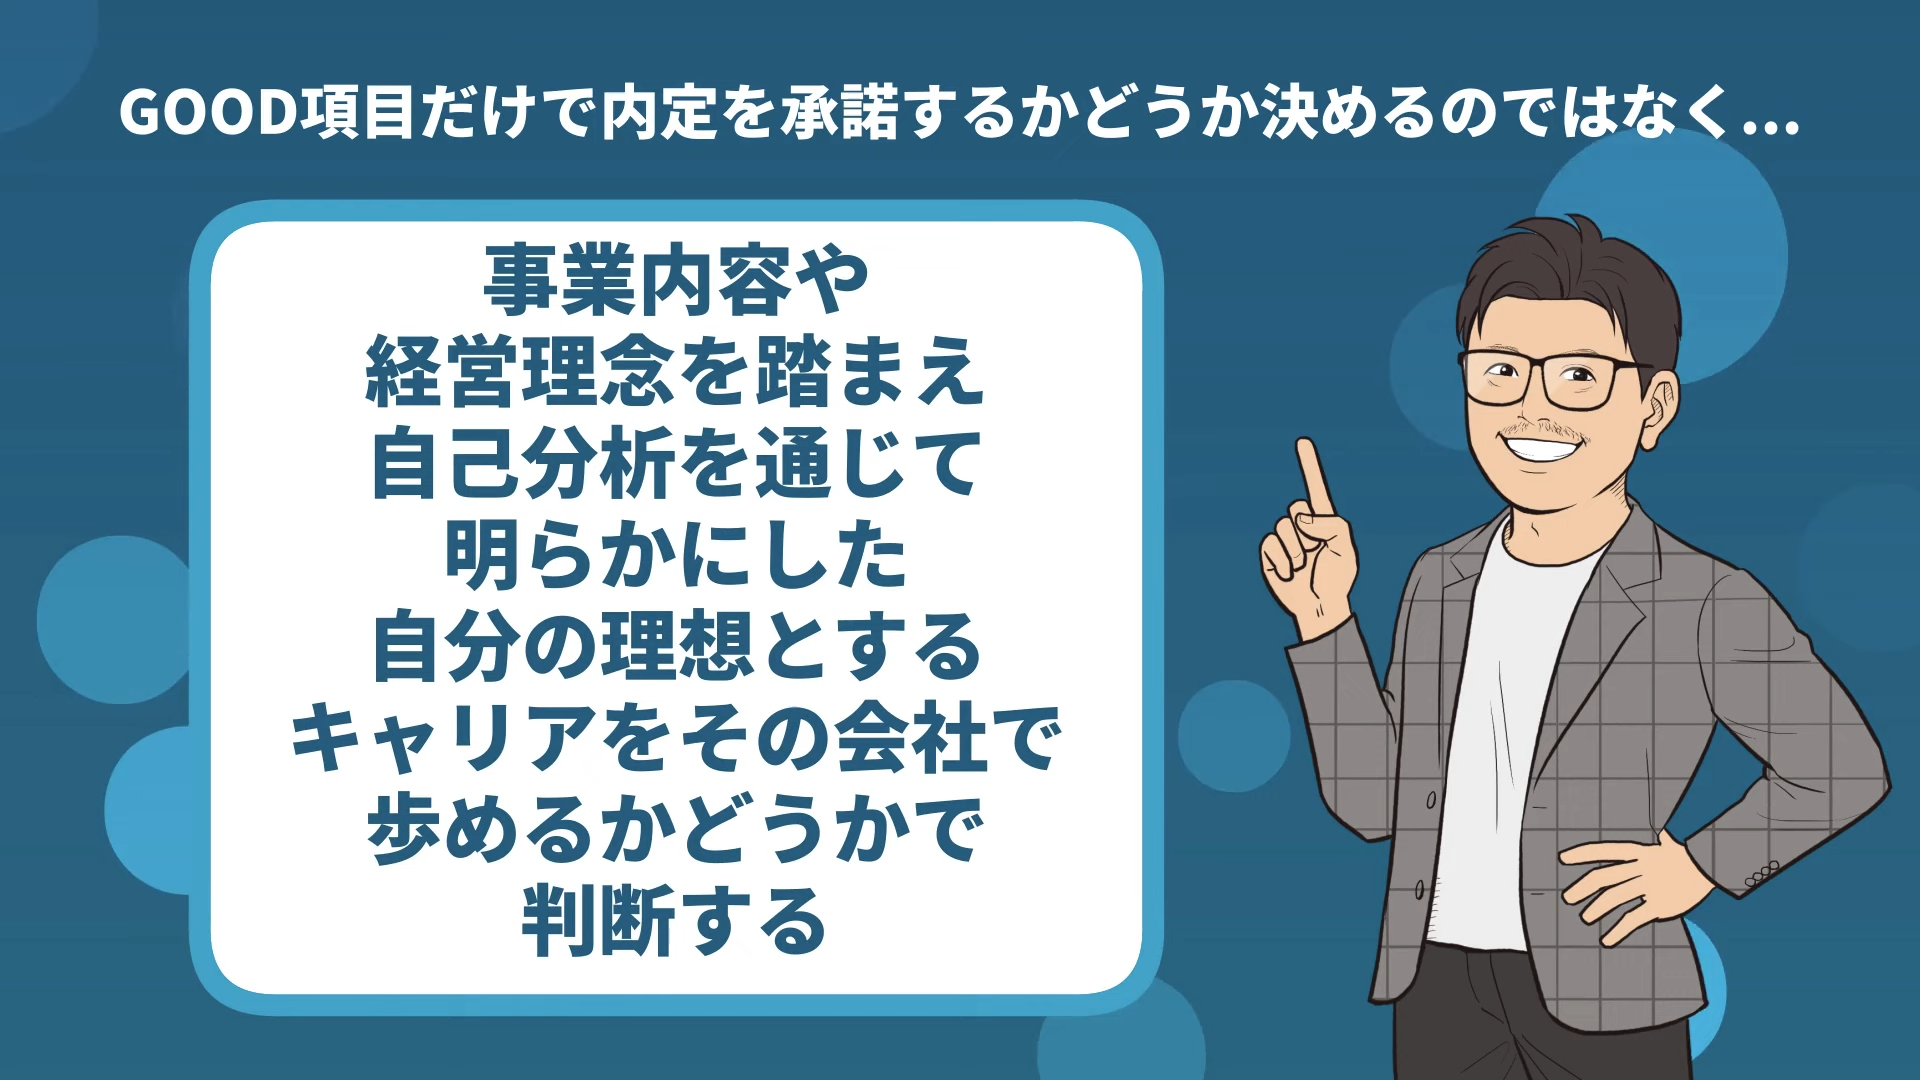 GOOD項目だけで内定を承諾するかどうか決めるのではなく...
事業内容や
経営理念を踏まえ
自己分析を通じて
明らかにした
自分の理想とする
キャリアをその会社で
歩めるかどうかで
判断する